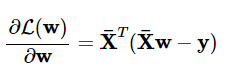 ∂ℒ(𝐰)/∂𝐰 = 𝐗̄ᵀ(𝐗̄𝐰 − 𝐲)